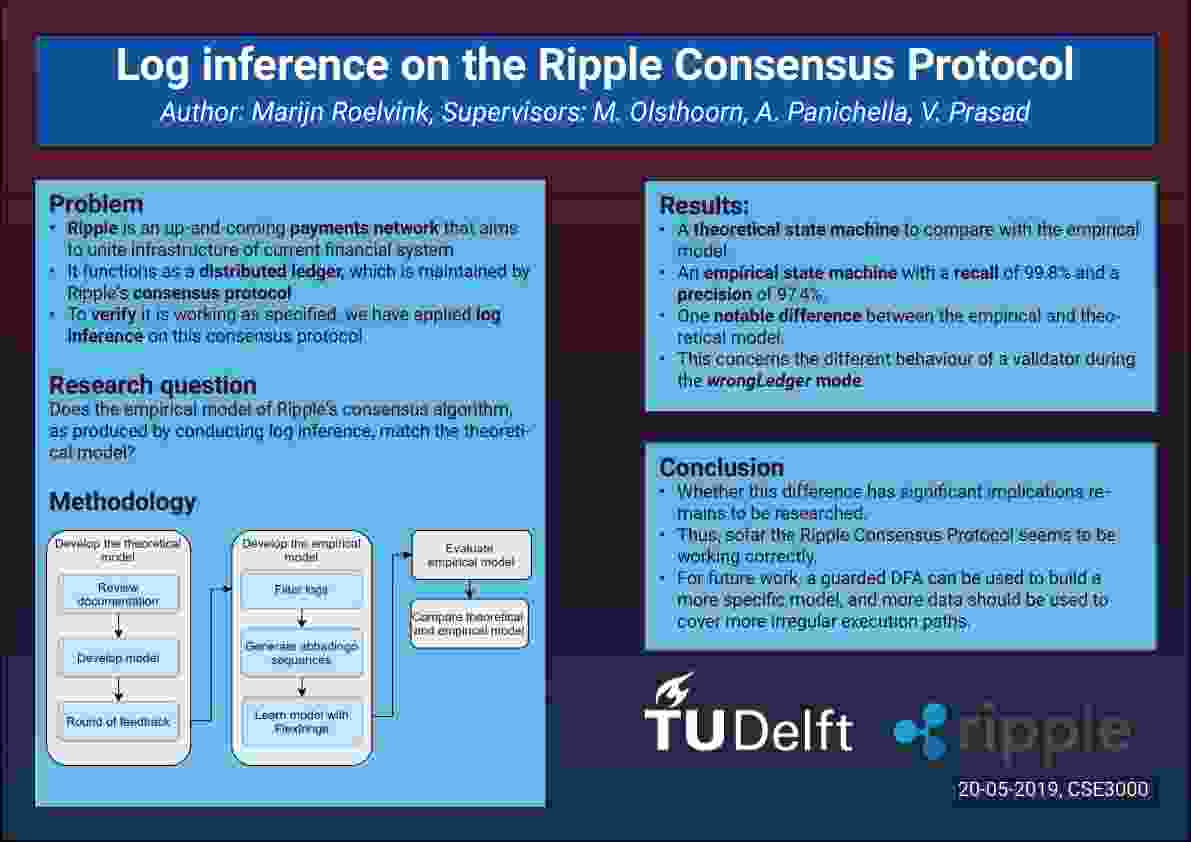 Log inference on the Ripple Consensus Protocol
Author: Marijn Roelvink, Supervisors: M. Olsthoorn, A. Panichella, V. Prasad
Problem
• Ripple is an up-and-coming payments network that aims
to unite infrastructure of current financial system
• It functions as a distributed ledger, which is maintained by
Ripple's consensus protocol
• To verify it is working as specified, we have applied log
inference on this consensus protocol
Research question
Does the empirical model of Ripple's consensus algorithm,
as produced by conducting log inference, match the theoreti-
cal model?
Methodology
Develop the theoretical
model
Review
documentation
Develop model
Round of feedback
Develop the empirical
model
Filter logs
Generate abbadingo
sequences
Learn model with
Flexfringe
Evaluate
empirical model
Compare theoretical
and empirical model
Results:
• A theoretical state machine to compare with the empirical
model
• An empirical state machine with a recall of 99.8% and a
precision of 97.4%.
• One notable difference between the empirical and theo-
retical model.
• This concerns the different behaviour of a validator during
the wrongLedger mode
Conclusion
• Whether this difference has significant implications re-
mains to be researched.
• Thus, sofar the Ripple Consensus Protocol seems to be
working correctly.
• For future work, a guarded DFA can be used to build a
more specific model, and more data should be used to
cover more irregular execution paths.
TU Delft
ripple
20-05-2019, CSE3000